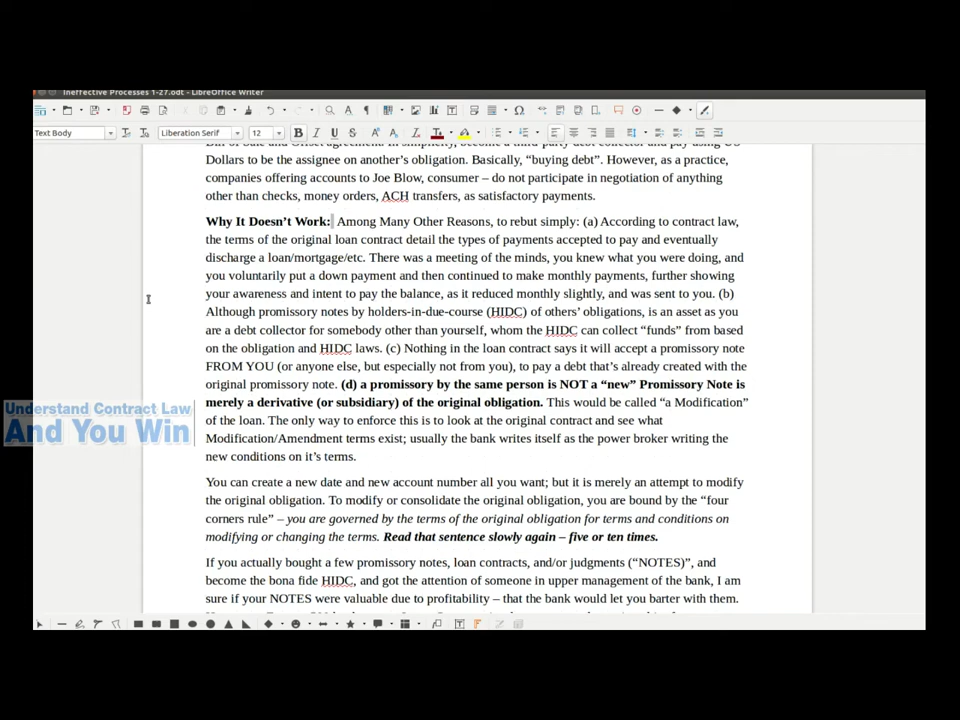 Ineffective Processes 1-27.odt - LibreOffice Writer
Text Body
Liberation Serif
12
Bill of Sale and Offset agreement. In simplicity, become a third party debt collector and pay using US
Dollars to be the assignee on another's obligation. Basically, “buying debt”. However, as a practice,
companies offering accounts to Joe Blow, consumer – do not participate in negotiation of anything
other than checks, money orders, ACH transfers, as satisfactory payments.
Why It Doesn’t Work: Among Many Other Reasons, to rebut simply: (a) According to contract law,
the terms of the original loan contract detail the types of payments accepted to pay and eventually
discharge a loan/mortgage/etc. There was a meeting of the minds, you knew what you were doing, and
you voluntarily put a down payment and then continued to make monthly payments, further showing
your awareness and intent to pay the balance, as it reduced monthly slightly, and was sent to you. (b)
Although promissory notes by holders-in-due-course (HIDC) of others’ obligations, is an asset as you
are a debt collector for somebody other than yourself, whom the HIDC can collect “funds” from based
on the obligation and HIDC laws. (c) Nothing in the loan contract says it will accept a promissory note
FROM YOU (or anyone else, but especially not from you), to pay a debt that’s already created with the
original promissory note. (d) a promissory by the same person is NOT a “new” Promissory Note is
merely a derivative (or subsidiary) of the original obligation. This would be called “a Modification”
of the loan. The only way to enforce this is to look at the original contract and see what
Modification/Amendment terms exist; usually the bank writes itself as the power broker writing the
new conditions on it’s terms.
Understand Contract Law
And You Win
You can create a new date and new account number all you want; but it is merely an attempt to modify
the original obligation. To modify or consolidate the original obligation, you are bound by the “four
corners rule” – you are governed by the terms of the original obligation for terms and conditions on
modifying or changing the terms. Read that sentence slowly again – five or ten times.
If you actually bought a few promissory notes, loan contracts, and/or judgments (“NOTES)”, and
become the bona fide HIDC, and got the attention of someone in upper management of the bank, I am
sure if your NOTES were valuable due to profitability – that the bank would let you barter with them.